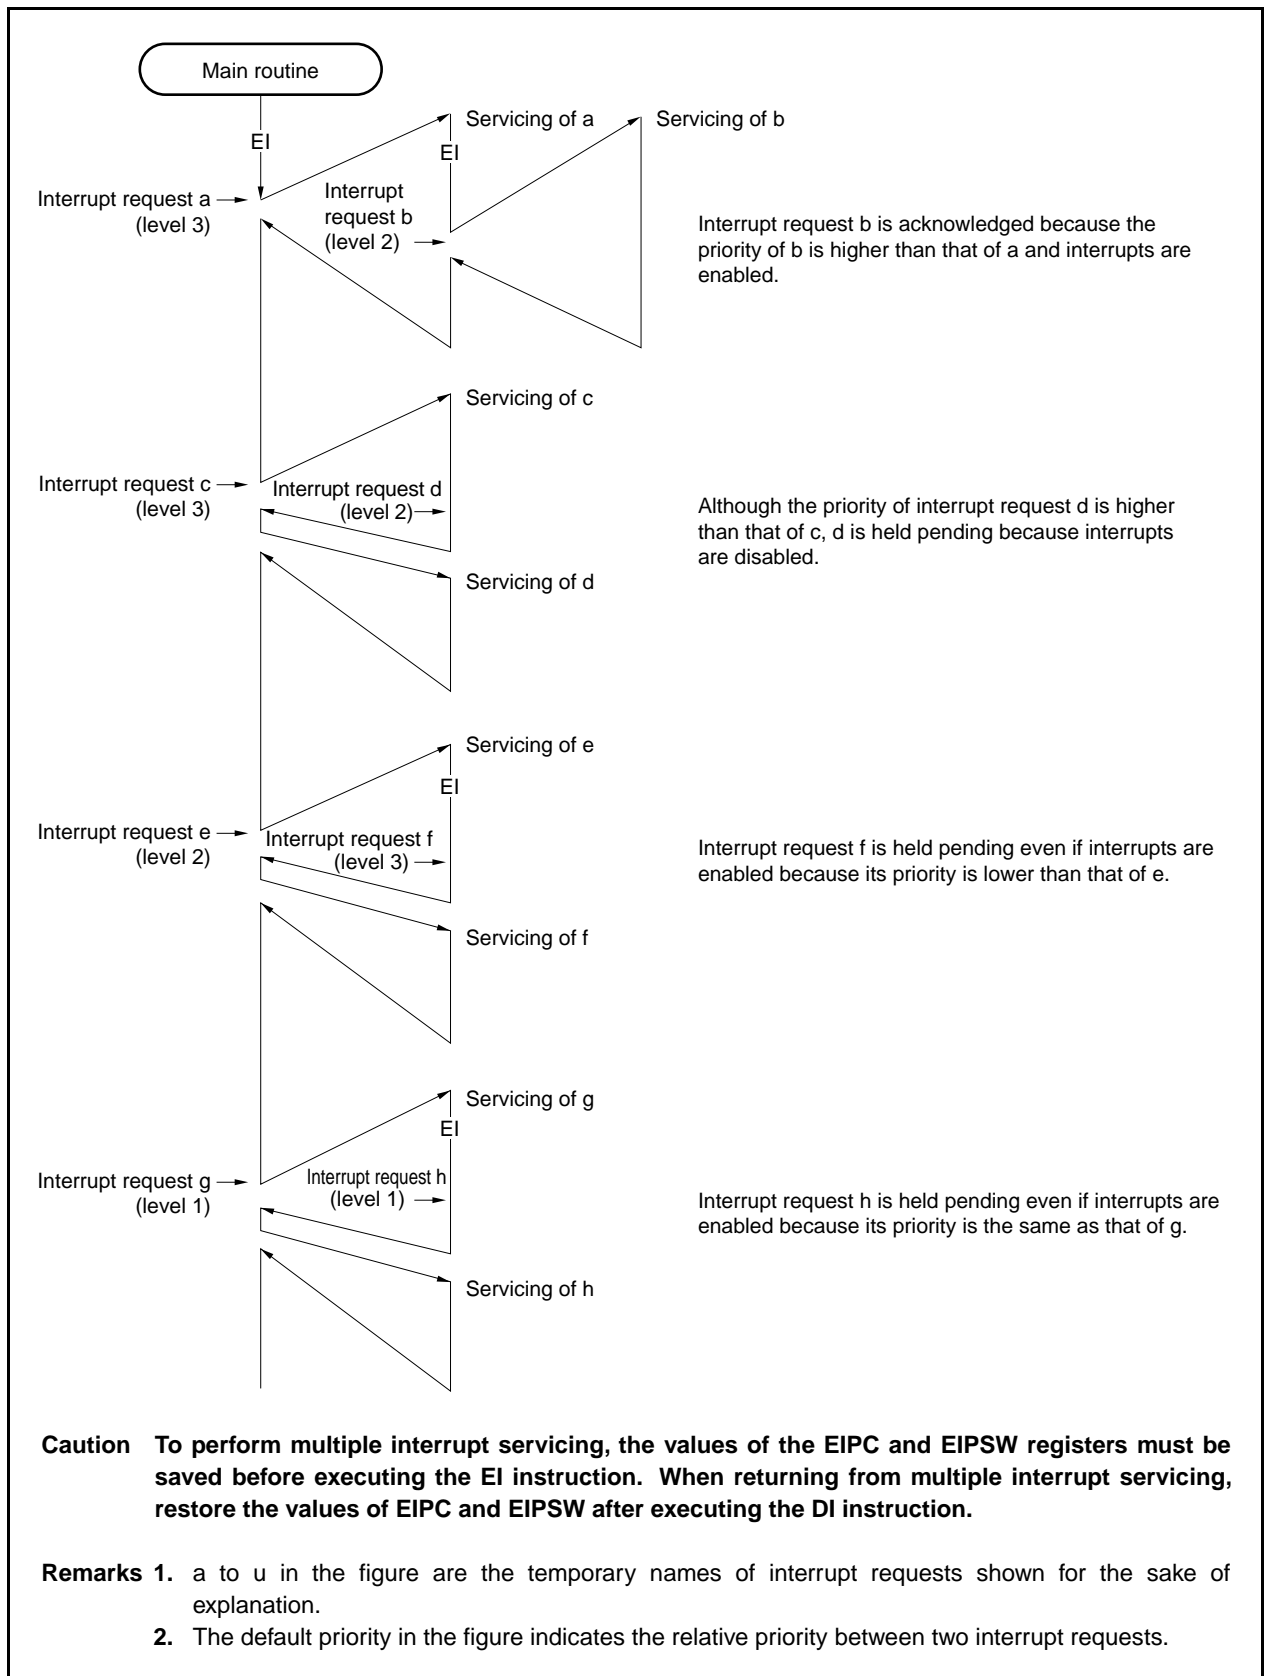 Main routine
EI
Servicing of a
Servicing of b
EI
Interrupt request a
(level 3)
Interrupt
request b
(level 2)
Interrupt request b is acknowledged because the
priority of b is higher than that of a and interrupts are
enabled.
Servicing of c
Interrupt request c
(level 3)
Interrupt request d
(level 2)
Although the priority of interrupt request d is higher
than that of c, d is held pending because interrupts
are disabled.
Servicing of d
Servicing of e
EI
Interrupt request e
(level 2)
Interrupt request f
(level 3)
Interrupt request f is held pending even if interrupts are
enabled because its priority is lower than that of e.
Servicing of f
Servicing of g
EI
Interrupt request g
(level 1)
Interrupt request h
(level 1)
Interrupt request h is held pending even if interrupts are
enabled because its priority is the same as that of g.
Servicing of h
Caution To perform multiple interrupt servicing, the values of the EIPC and EIPSW registers must be
saved before executing the EI instruction. When returning from multiple interrupt servicing,
restore the values of EIPC and EIPSW after executing the DI instruction.
Remarks 1. a to u in the figure are the temporary names of interrupt requests shown for the sake of
explanation.
2. The default priority in the figure indicates the relative priority between two interrupt requests.